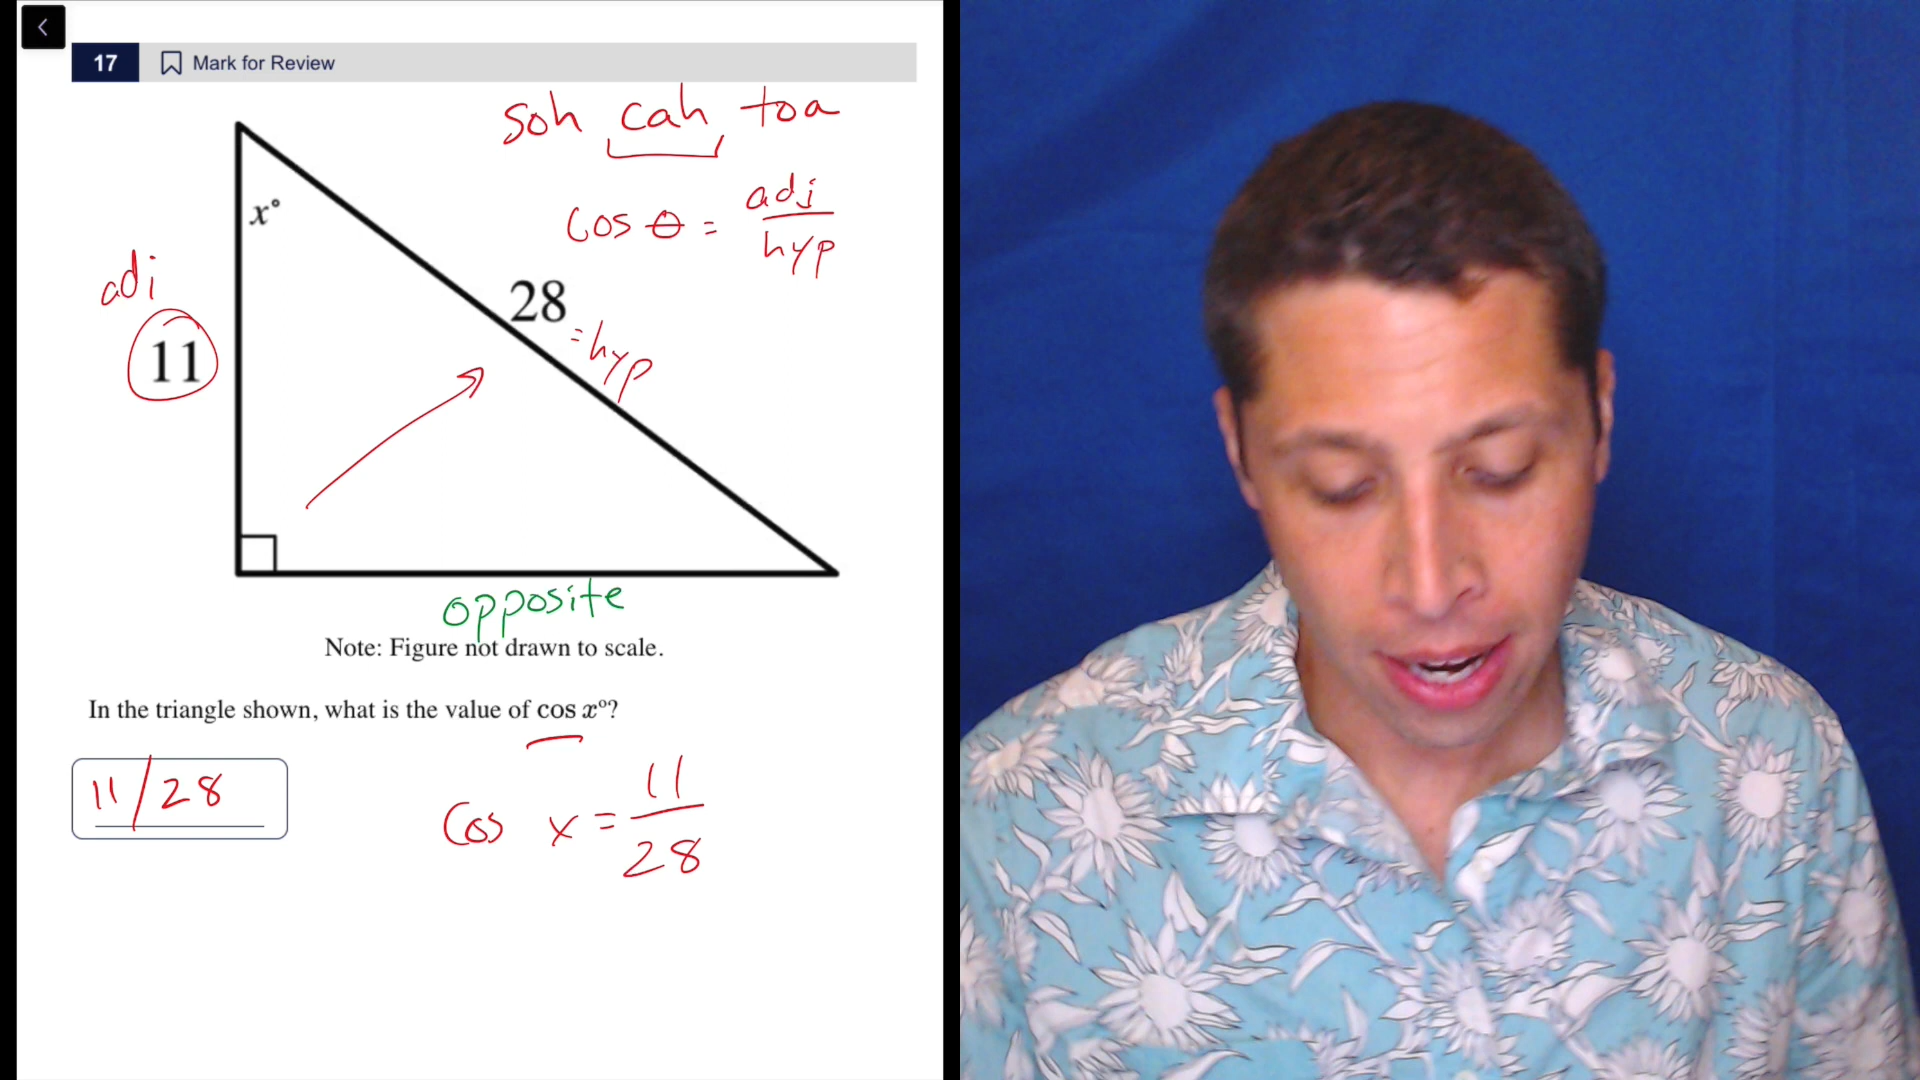 17 Mark for Review
soh cah toa
cos θ = adj/hyp
x°
adj
28
= hyp
11
opposite
Note: Figure not drawn to scale.
In the triangle shown, what is the value of cos x°?
11/28
Cos x = 11/28